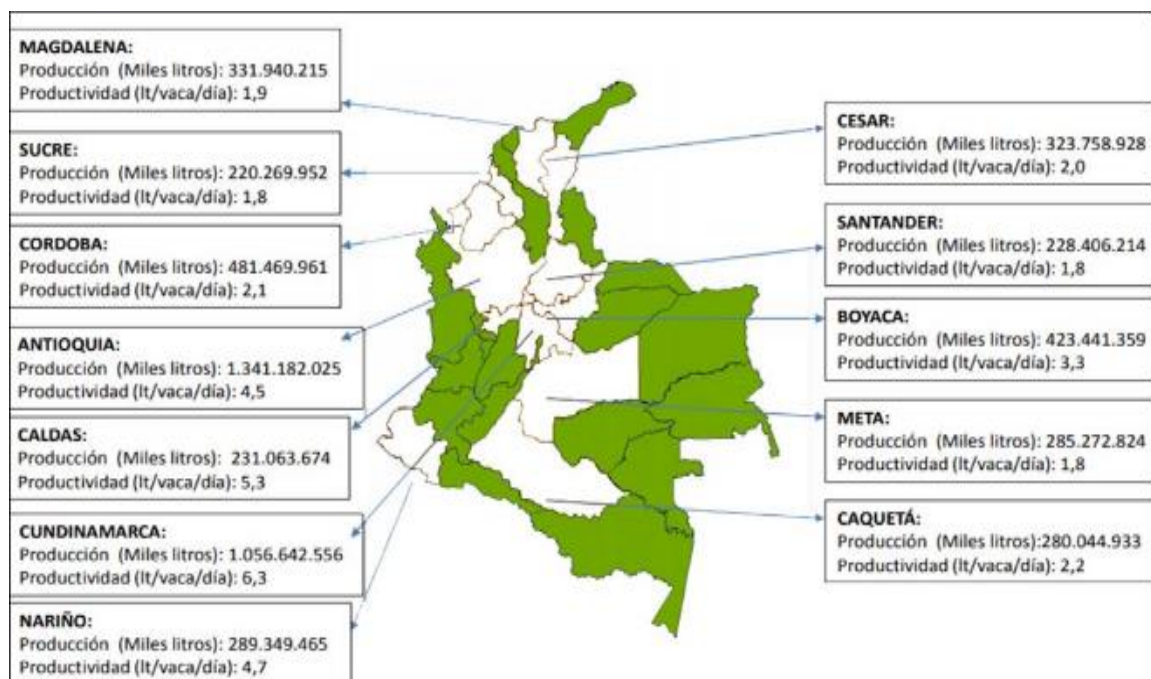 MAGDALENA:
Producción (Miles litros): 331.940.215
Productividad (lt/vaca/día): 1,9
SUCRE:
Producción (Miles litros): 220.269.952
Productividad (lt/vaca/día): 1,8
CORDOBA:
Producción (Miles litros): 481.469.961
Productividad (lt/vaca/día): 2,1
ANTIOQUIA:
Producción (Miles litros): 1.341.182.025
Productividad (lt/vaca/día): 4,5
CALDAS:
Producción (Miles litros): 231.063.674
Productividad (lt/vaca/día): 5,3
CUNDINAMARCA:
Producción (Miles litros): 1.056.642.556
Productividad (lt/vaca/día): 6,3
NARIÑO:
Producción (Miles litros): 289.349.465
Productividad (lt/vaca/día): 4,7
CESAR:
Producción (Miles litros): 323.758.928
Productividad (lt/vaca/día): 2,0
SANTANDER:
Producción (Miles litros): 228.406.214
Productividad (lt/vaca/día): 1,8
BOYACA:
Producción (Miles litros): 423.441.359
Productividad (lt/vaca/día): 3,3
META:
Producción (Miles litros): 285.272.824
Productividad (lt/vaca/día): 1,8
CAQUETÁ:
Producción (Miles litros):280.044.933
Productividad (lt/vaca/día): 2,2